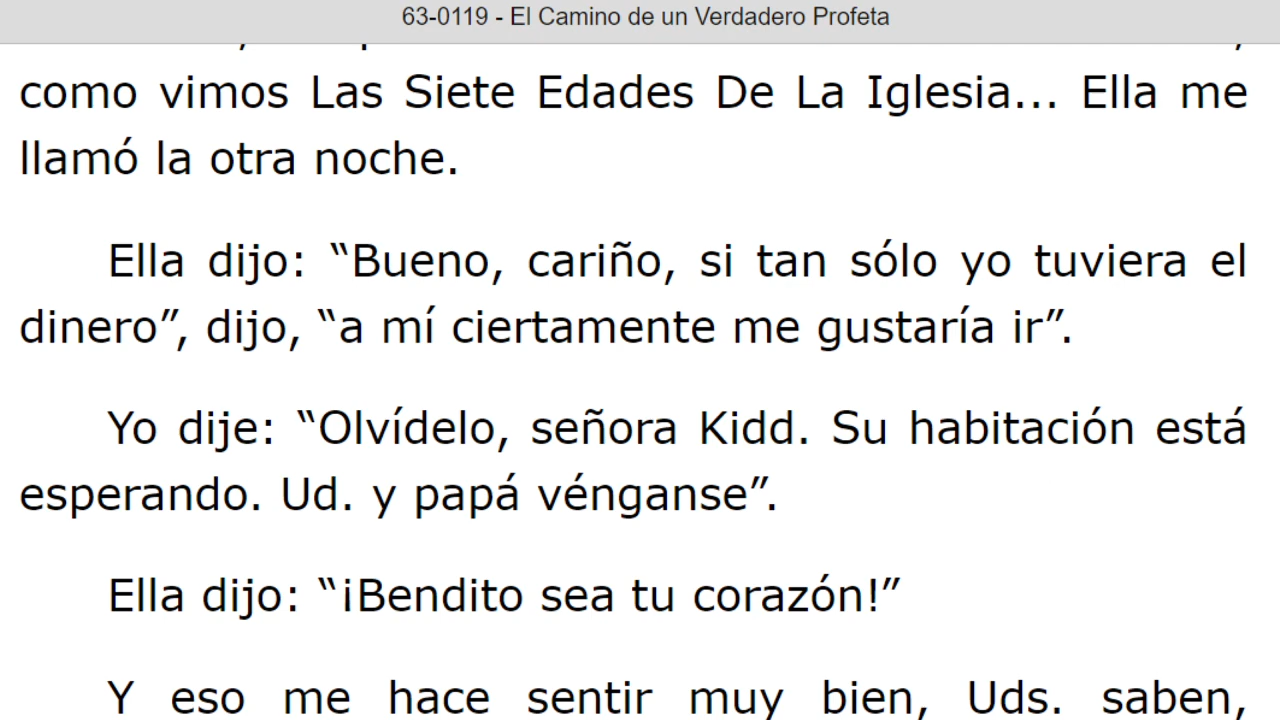 63-0119 - El Camino de un Verdadero Profeta
como vimos Las Siete Edades De La Iglesia... Ella me
llamó la otra noche.
Ella dijo: “Bueno, cariño, si tan sólo yo tuviera el
dinero”, dijo, “a mí ciertamente me gustaría ir”.
Yo dije: “Olvídelo, señora Kidd. Su habitación está
esperando. Ud. y papá vénganse”.
Ella dijo: “¡Bendito sea tu corazón!”
Y eso me hace sentir muy bien, Uds. saben,